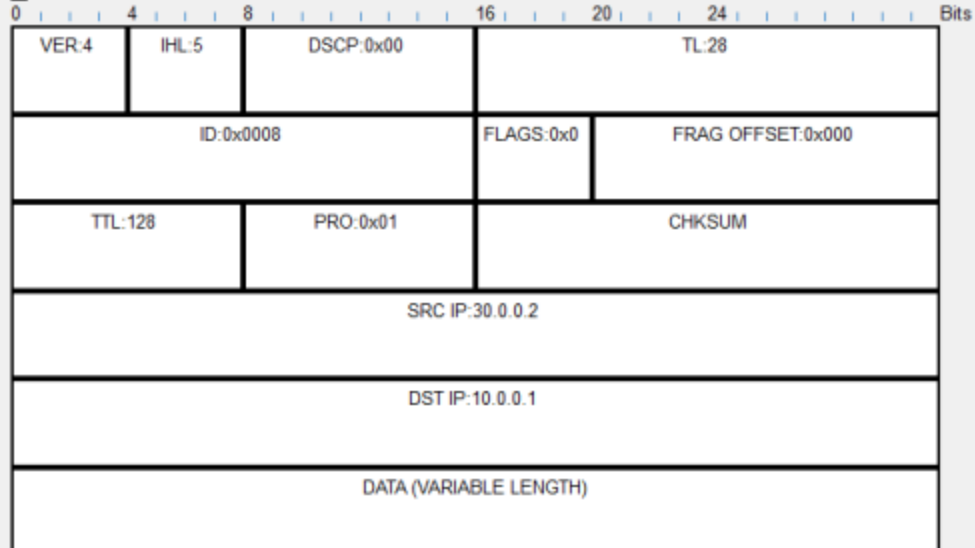 0 4 8 16 20 24 Bits
VER:4 IHL:5 DSCP:0x00 TL:28
ID:0x0008 FLAGS:0x0 FRAG OFFSET:0x000
TTL:128 PRO:0x01 CHKSUM
SRC IP:30.0.0.2
DST IP:10.0.0.1
DATA (VARIABLE LENGTH)